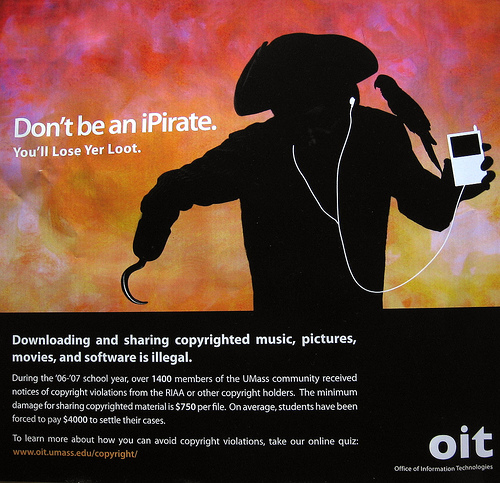 Don't be an iPirate.
You'll Lose Yer Loot.
Downloading and sharing copyrighted music, pictures,
movies, and software is illegal.
During the '06-'07 school year, over 1400 members of the UMass community received
notices of copyright violations from the RIAA or other copyright holders. The minimum
damage for sharing copyrighted material is $750 per file. On average, students have been
forced to pay $4000 to settle their cases.
To learn more about how you can avoid copyright violations, take our online quiz:
www.oit.umass.edu/copyright/
oit
Office of Information Technologies